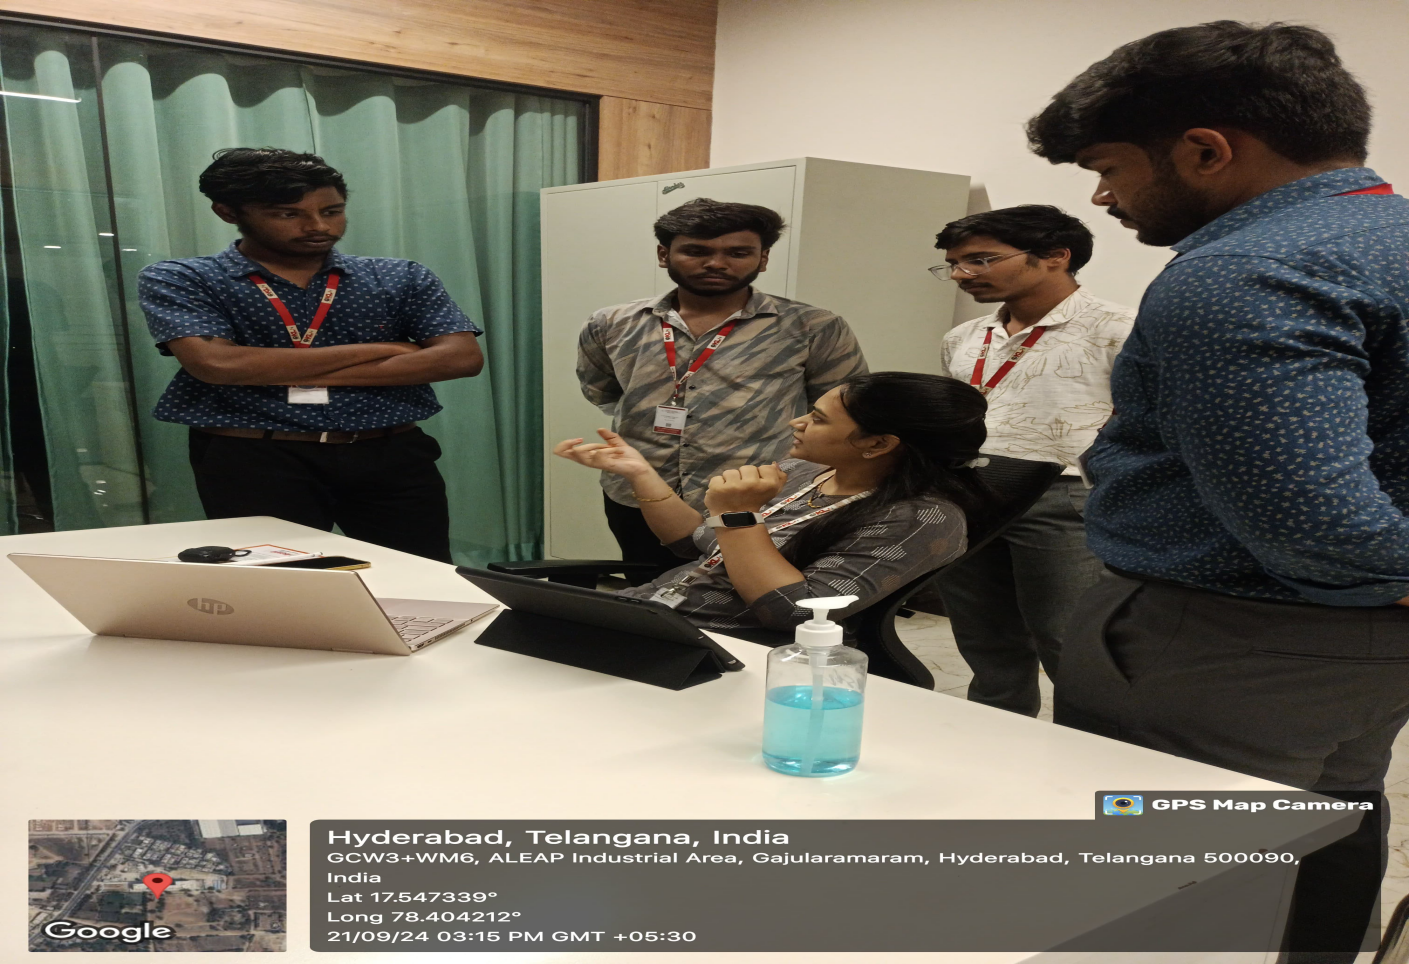 hp
GPS Map Camera
Hyderabad, Telangana, India
GCW3+WM6, ALEAP Industrial Area, Gajularamaram, Hyderabad, Telangana 500090,
India
Lat 17.547339°
Long 78.404212°
21/09/24 03:15 PM GMT +05:30
Google